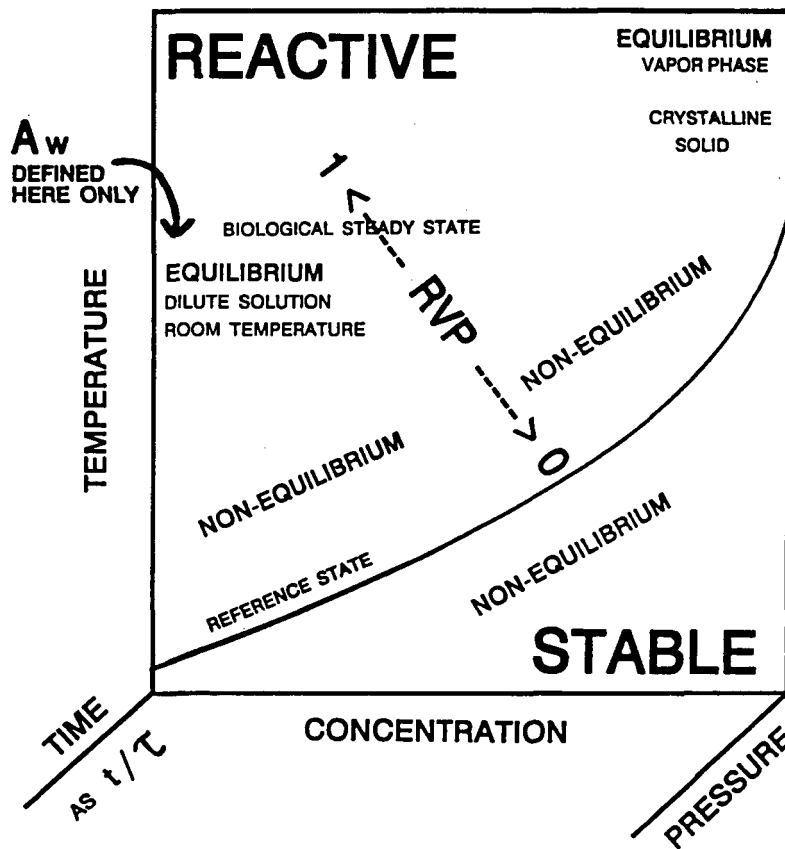 REACTIVE
EQUILIBRIUM
VAPOR PHASE
CRYSTALLINE
SOLID
Aw
DEFINED
HERE ONLY
1
BIOLOGICAL STEADY STATE
EQUILIBRIUM
DILUTE SOLUTION
ROOM TEMPERATURE
RVP
NON-EQUILIBRIUM
TEMPERATURE
0
NON-EQUILIBRIUM
NON-EQUILIBRIUM
REFERENCE STATE
STABLE
TIME
AS t/τ
CONCENTRATION
PRESSURE